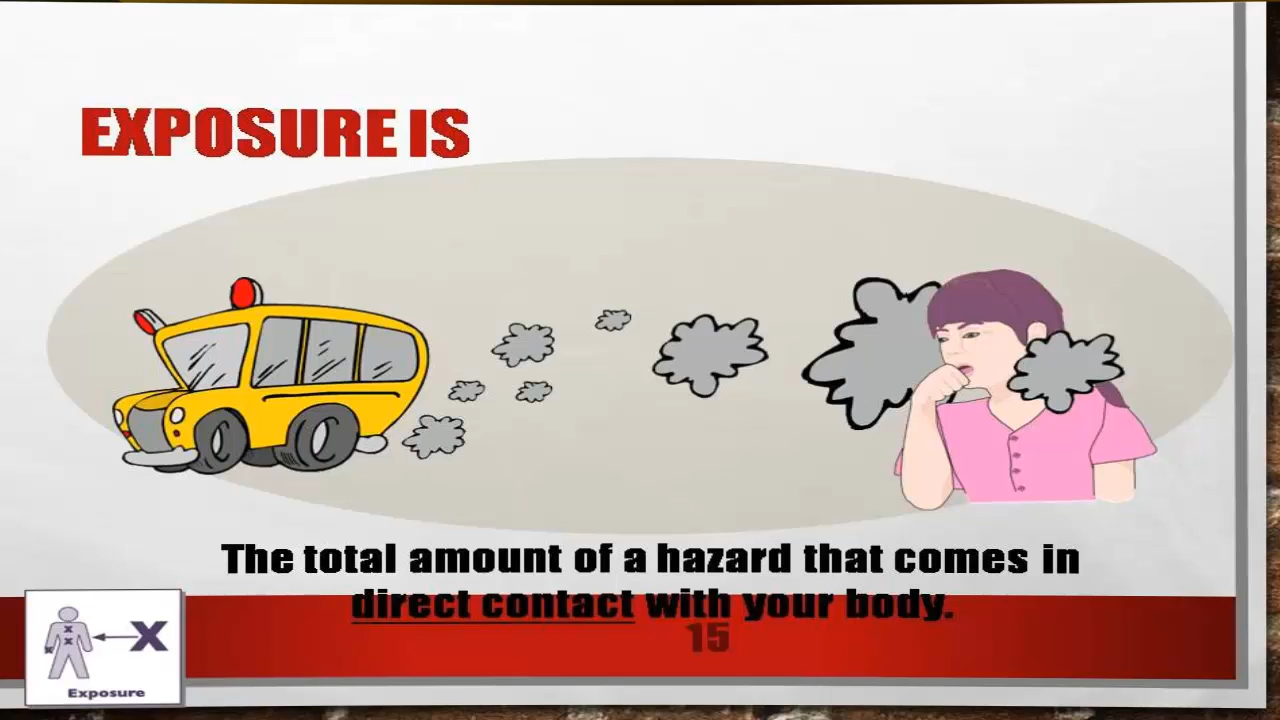 EXPOSURE IS
The total amount of a hazard that comes in
direct contact with your body.
15
X
Exposure